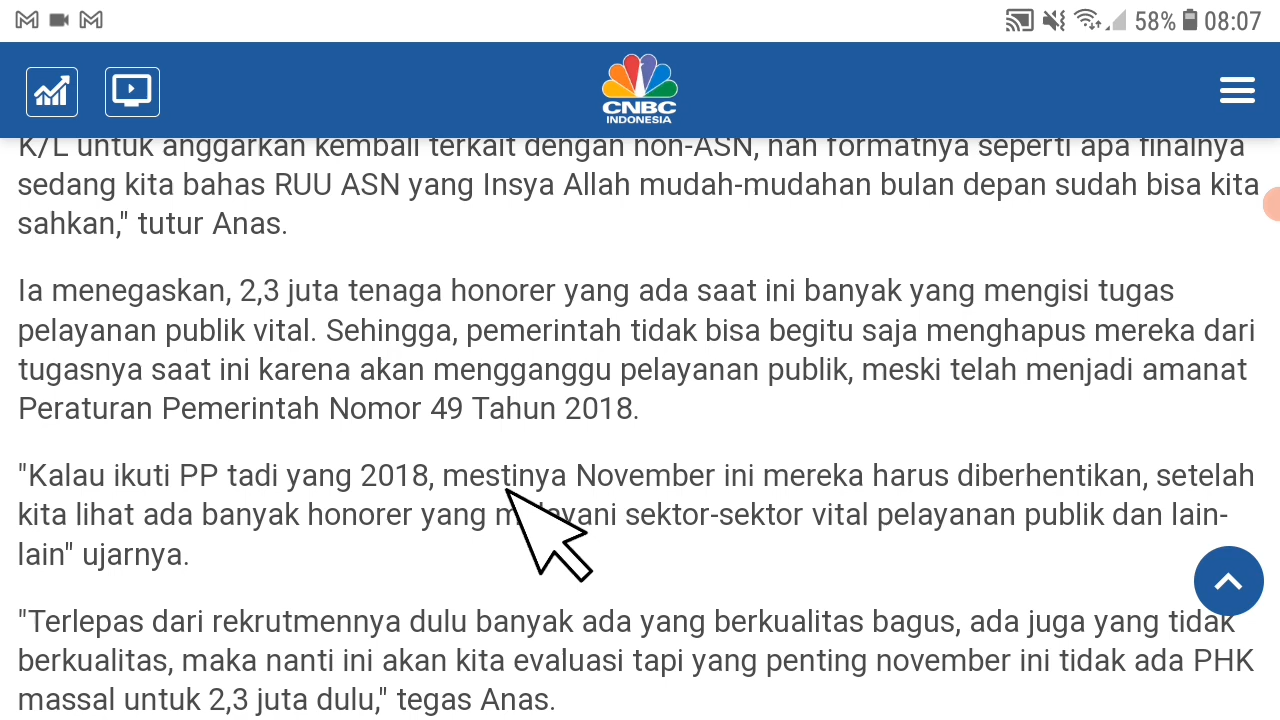 58% 08:07
CNBC
INDONESIA
K/L untuk anggarkan kembali terkait dengan non-ASN, nah formatnya seperti apa finalnya
sedang kita bahas RUU ASN yang Insya Allah mudah-mudahan bulan depan sudah bisa kita
sahkan," tutur Anas.
Ia menegaskan, 2,3 juta tenaga honorer yang ada saat ini banyak yang mengisi tugas
pelayanan publik vital. Sehingga, pemerintah tidak bisa begitu saja menghapus mereka dari
tugasnya saat ini karena akan mengganggu pelayanan publik, meski telah menjadi amanat
Peraturan Pemerintah Nomor 49 Tahun 2018.
"Kalau ikuti PP tadi yang 2018, mestinya November ini mereka harus diberhentikan, setelah
kita lihat ada banyak honorer yang melayani sektor-sektor vital pelayanan publik dan lain-
lain" ujarnya.
"Terlepas dari rekrutmennya dulu banyak ada yang berkualitas bagus, ada juga yang tidak
berkualitas, maka nanti ini akan kita evaluasi tapi yang penting november ini tidak ada PHK
massal untuk 2,3 juta dulu," tegas Anas.